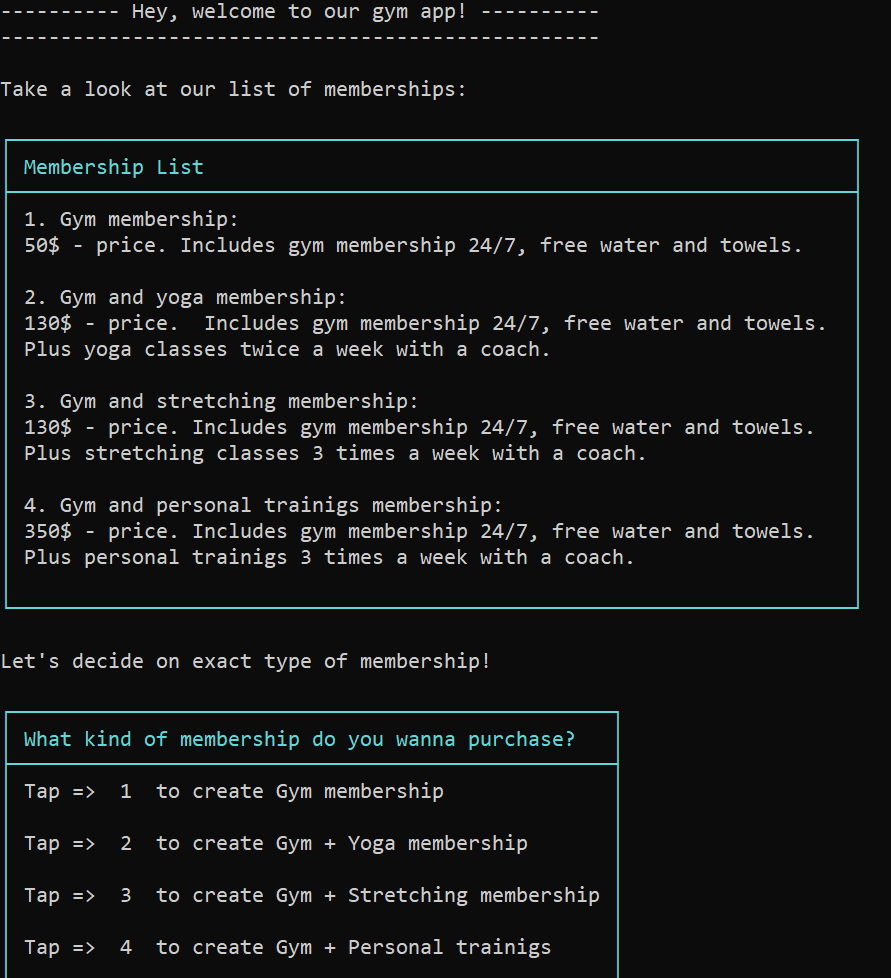 ---------- Hey, welcome to our gym app! ----------
--------------------------------------------------
Take a look at our list of memberships:
Membership List
1. Gym membership:
50$ - price. Includes gym membership 24/7, free water and towels.
2. Gym and yoga membership:
130$ - price.  Includes gym membership 24/7, free water and towels.
Plus yoga classes twice a week with a coach.
3. Gym and stretching membership:
130$ - price. Includes gym membership 24/7, free water and towels.
Plus stretching classes 3 times a week with a coach.
4. Gym and personal trainigs membership:
350$ - price. Includes gym membership 24/7, free water and towels.
Plus personal trainigs 3 times a week with a coach.
Let's decide on exact type of membership!
What kind of membership do you wanna purchase?
Tap =>  1  to create Gym membership
Tap =>  2  to create Gym + Yoga membership
Tap =>  3  to create Gym + Stretching membership
Tap =>  4  to create Gym + Personal trainigs